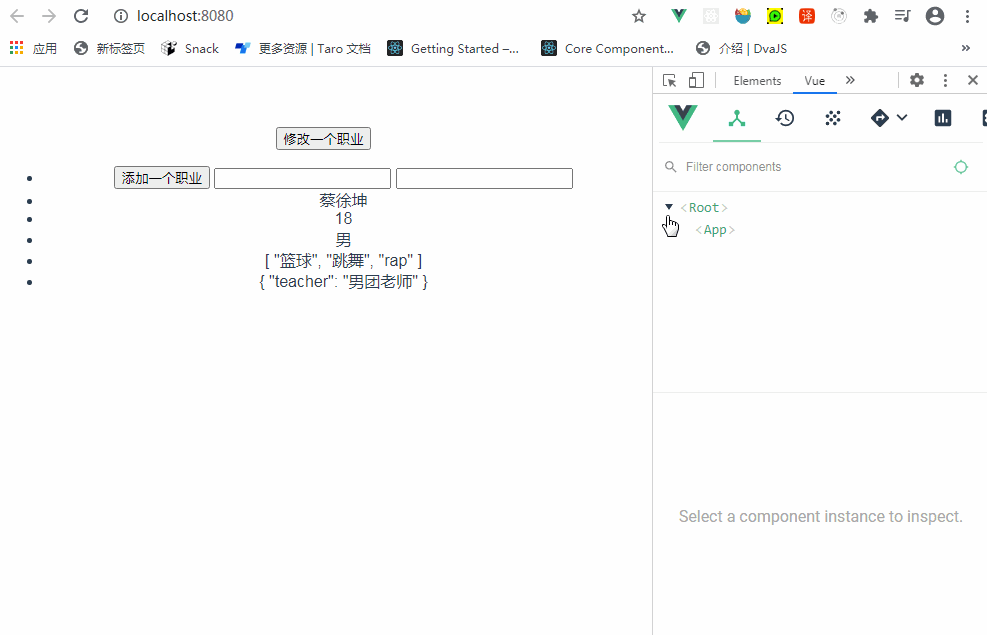 localhost:8080
译
应用
新标签页
Snack
更多资源 | Taro 文档
Getting Started –...
Core Component...
介绍 | DvaJS
»
Elements
Vue
»
修改一个职业
Filter components
添加一个职业
蔡徐坤
18
男
[ "篮球", "跳舞", "rap" ]
{ "teacher": "男团老师" }
<Root>
<App>
Select a component instance to inspect.